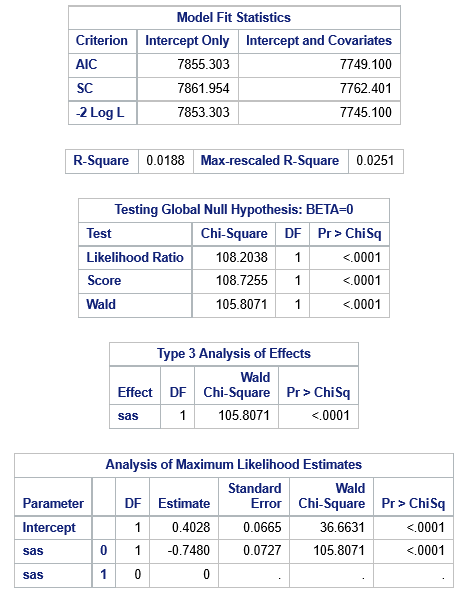 Model Fit Statistics
Criterion Intercept Only Intercept and Covariates
AIC 7855.303 7749.100
SC 7861.954 7762.401
-2 Log L 7853.303 7745.100
R-Square 0.0188 Max-rescaled R-Square 0.0251
Testing Global Null Hypothesis: BETA=0
Test Chi-Square DF Pr > ChiSq
Likelihood Ratio 108.2038 1 <.0001
Score 108.7255 1 <.0001
Wald 105.8071 1 <.0001
Type 3 Analysis of Effects
Wald
Effect DF Chi-Square Pr > ChiSq
sas 1 105.8071 <.0001
Analysis of Maximum Likelihood Estimates
Standard Wald
Parameter DF Estimate Error Chi-Square Pr > ChiSq
Intercept 1 0.4028 0.0665 36.6631 <.0001
sas 0 1 -0.7480 0.0727 105.8071 <.0001
sas 1 0 0 . . .